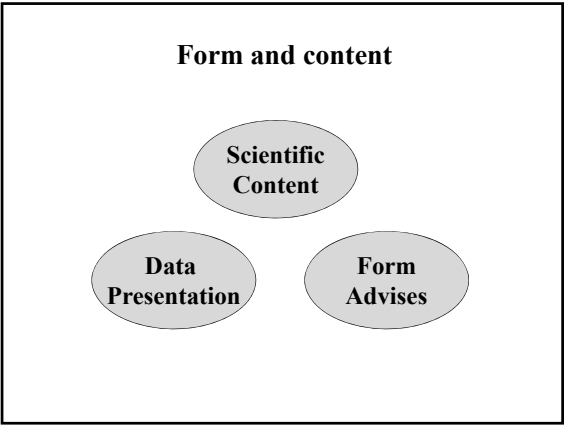 Form and content
Scientific
Content
Data
Presentation
Form
Advises